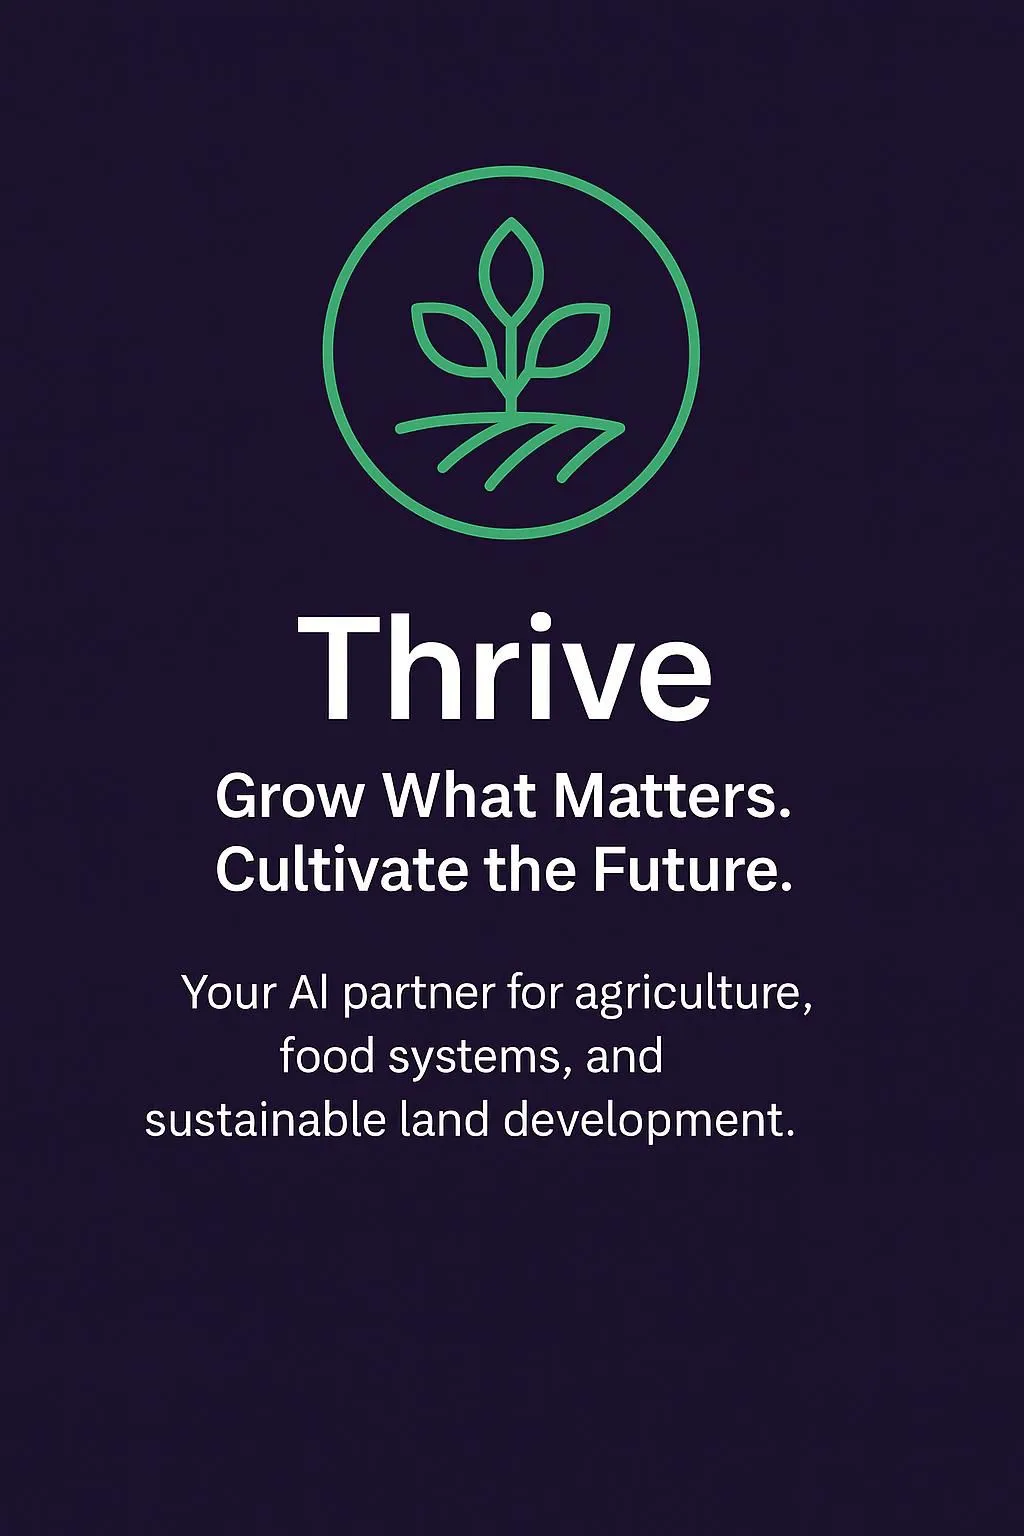 Thrive
Grow What Matters.
Cultivate the Future.
Your AI partner for agriculture,
food systems, and
sustainable land development.